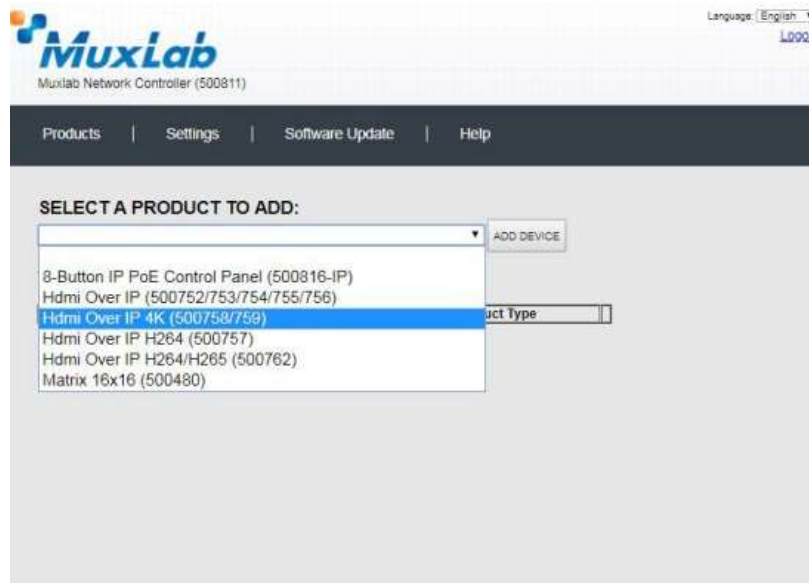 Language: English
MuxLab
Muxlab Network Controller (500811)
Products | Settings | Software Update | Help
SELECT A PRODUCT TO ADD:
ADD DEVICE
8-Button IP PoE Control Panel (500816-IP)
Hdmi Over IP (500752/753/754/755/756)
Hdmi Over IP 4K (500758/759)
Hdmi Over IP H264 (500757)
Hdmi Over IP H264/H265 (500762)
Matrix 16x16 (500480)
Type